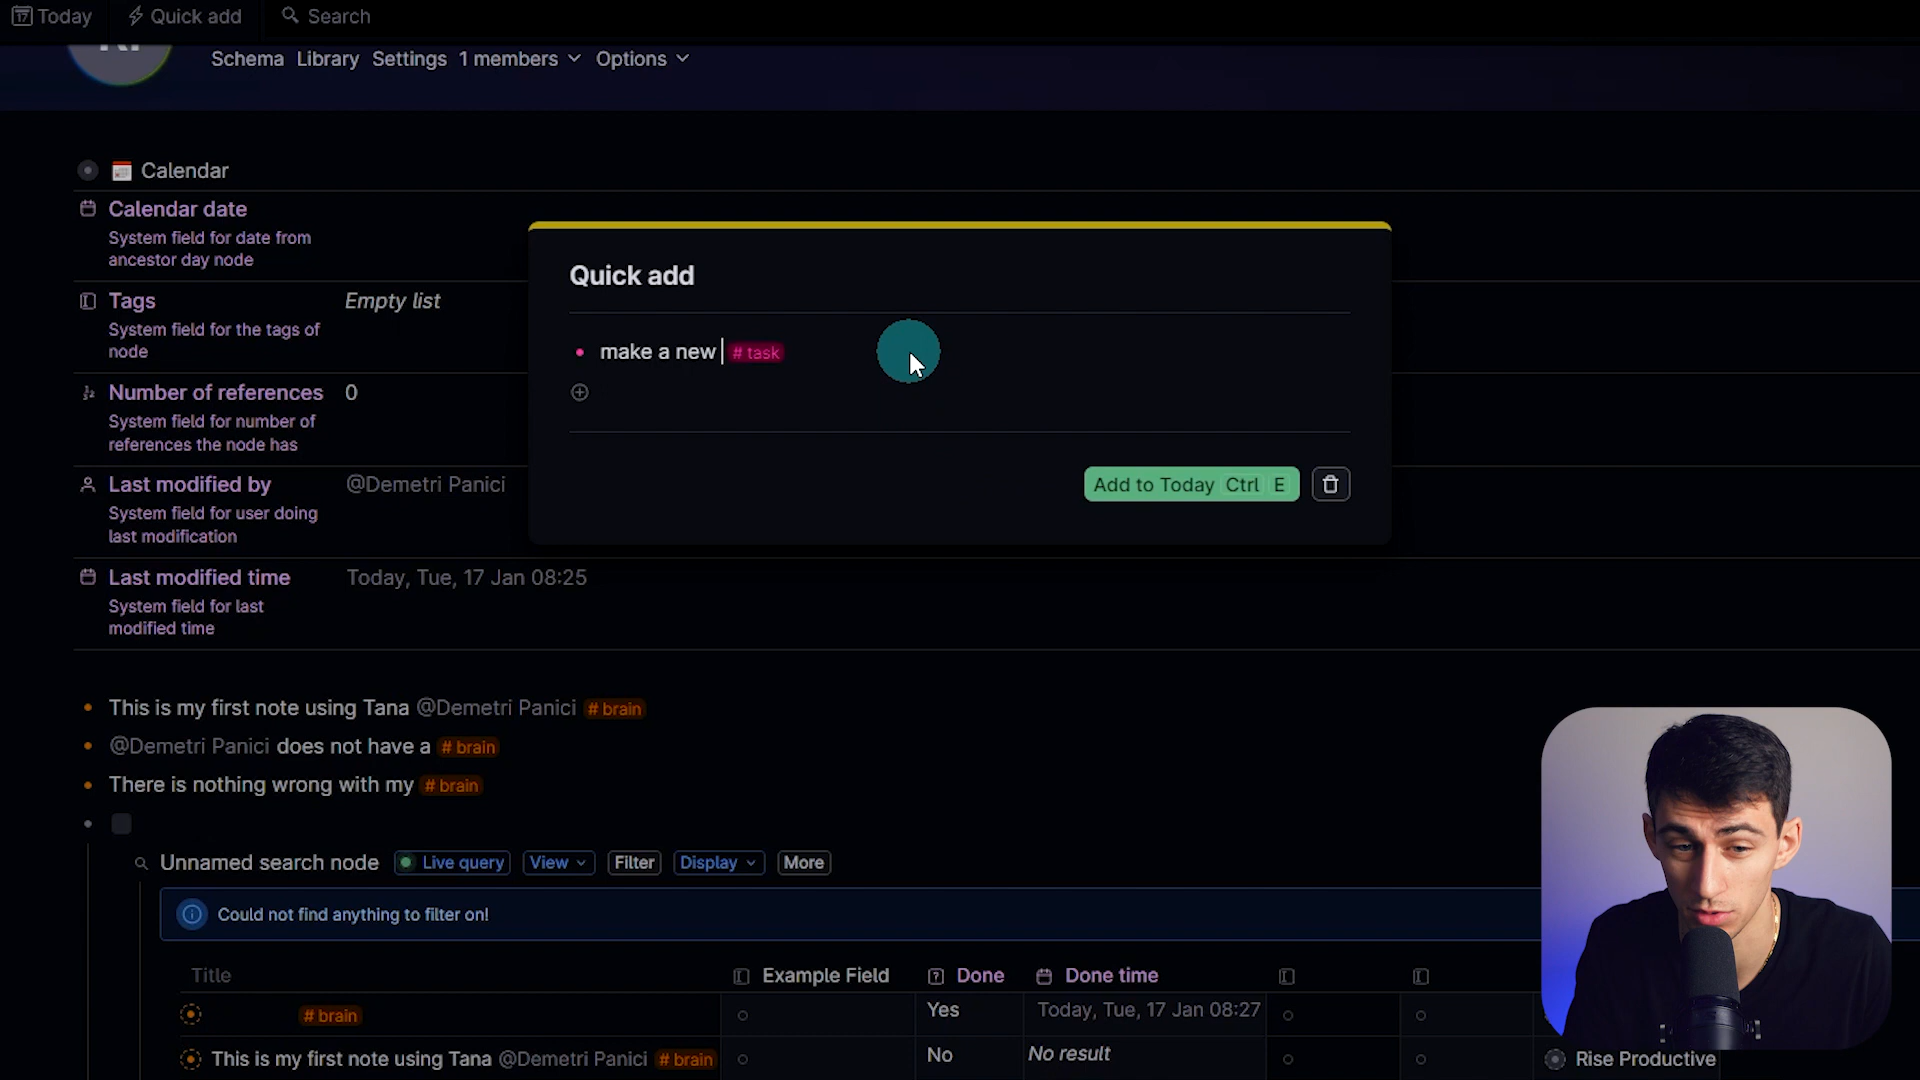 Today Quick add Search
Schema Library Settings 1 members Options
Calendar
Calendar date
System field for date from
ancestor day node
Tags Empty list
System field for the tags of
node
Number of references 0
System field for number of
references the node has
Last modified by @Demetri Panici
System field for user doing
last modification
Last modified time Today, Tue, 17 Jan 08:25
System field for last
modified time
Quick add
make a new # task
Add to Today Ctrl E
This is my first note using Tana @Demetri Panici # brain
@Demetri Panici does not have a # brain
There is nothing wrong with my # brain
Unnamed search node Live query View Filter Display More
Could not find anything to filter on!
Title Example Field Done Done time
# brain Yes Today, Tue, 17 Jan 08:27
This is my first note using Tana @Demetri Panici # brain No No result Rise Productive